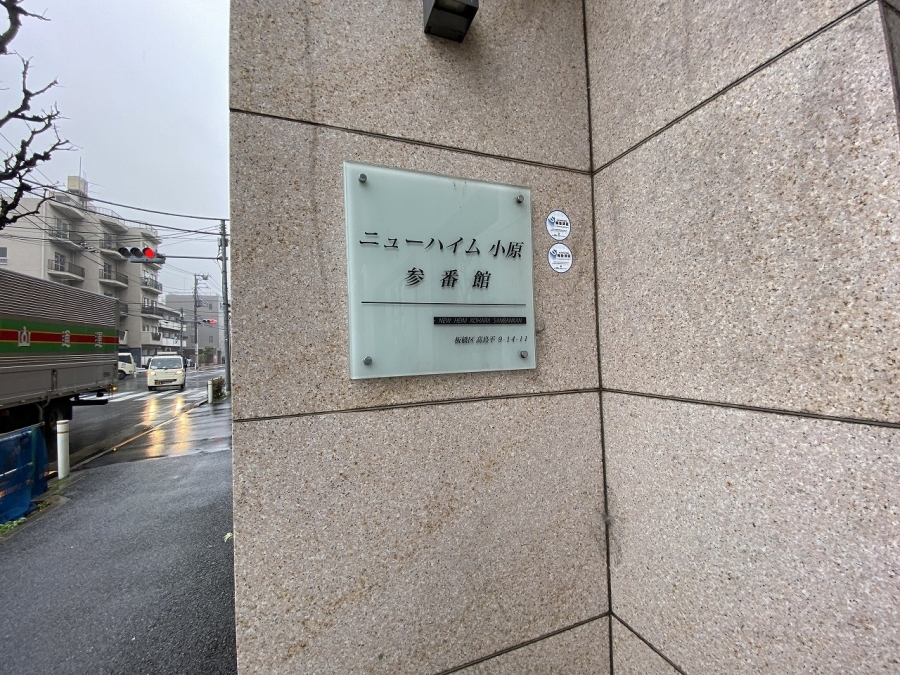 ニューハイム 小原
参番館
NEW HEIM KOHARA SANBANKAN
板橋区 高島平 9-14-11